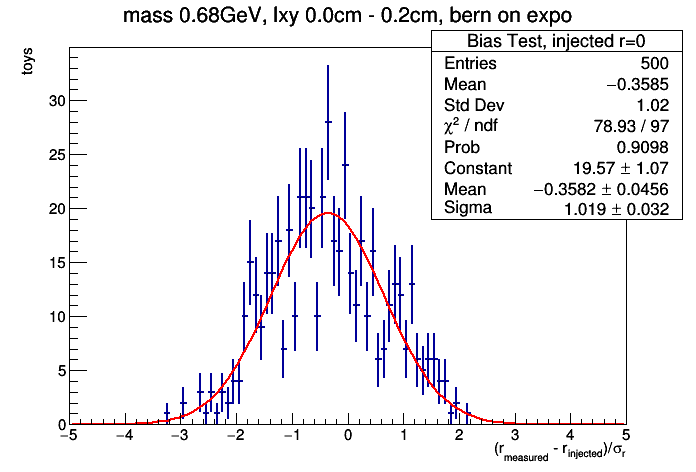 mass 0.68GeV, lxy 0.0cm - 0.2cm, bern on expo
toys
Bias Test, injected r=0
Entries 500
Mean −0.3585
Std Dev 1.02
χ² / ndf 78.93 / 97
Prob 0.9098
Constant 19.57 ± 1.07
Mean −0.3582 ± 0.0456
Sigma 1.019 ± 0.032
30
25
20
15
10
5
0
−5 −4 −3 −2 −1 0 1 2 3 4 5
(r_measured - r_injected)/σ_r